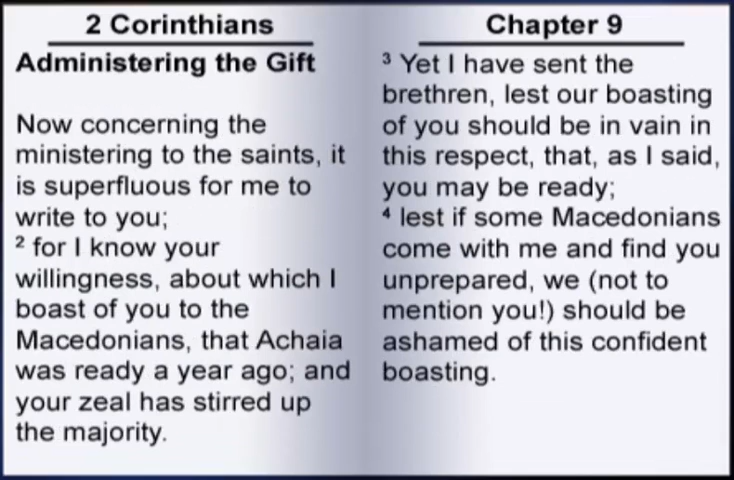 2 Corinthians
Administering the Gift
Now concerning the
ministering to the saints, it
is superfluous for me to
write to you;
² for I know your
willingness, about which I
boast of you to the
Macedonians, that Achaia
was ready a year ago; and
your zeal has stirred up
the majority.
Chapter 9
³ Yet I have sent the
brethren, lest our boasting
of you should be in vain in
this respect, that, as I said,
you may be ready;
⁴ lest if some Macedonians
come with me and find you
unprepared, we (not to
mention you!) should be
ashamed of this confident
boasting.